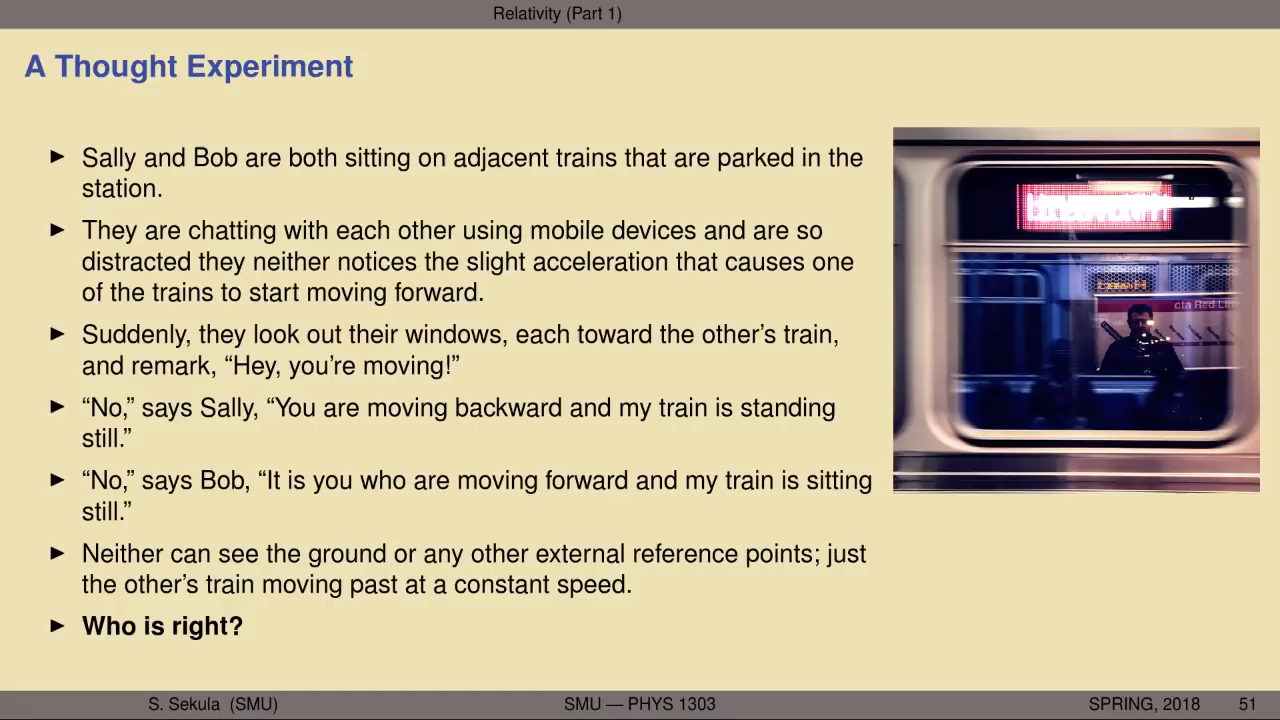 Relativity (Part 1)
A Thought Experiment
▶ Sally and Bob are both sitting on adjacent trains that are parked in the
station.
▶ They are chatting with each other using mobile devices and are so
distracted they neither notices the slight acceleration that causes one
of the trains to start moving forward.
▶ Suddenly, they look out their windows, each toward the other's train,
and remark, “Hey, you're moving!”
▶ “No,” says Sally, “You are moving backward and my train is standing
still.”
▶ “No,” says Bob, “It is you who are moving forward and my train is sitting
still.”
▶ Neither can see the ground or any other external reference points; just
the other's train moving past at a constant speed.
▶ Who is right?
cta Red Lin
S. Sekula (SMU)
SMU — PHYS 1303
SPRING, 2018
51